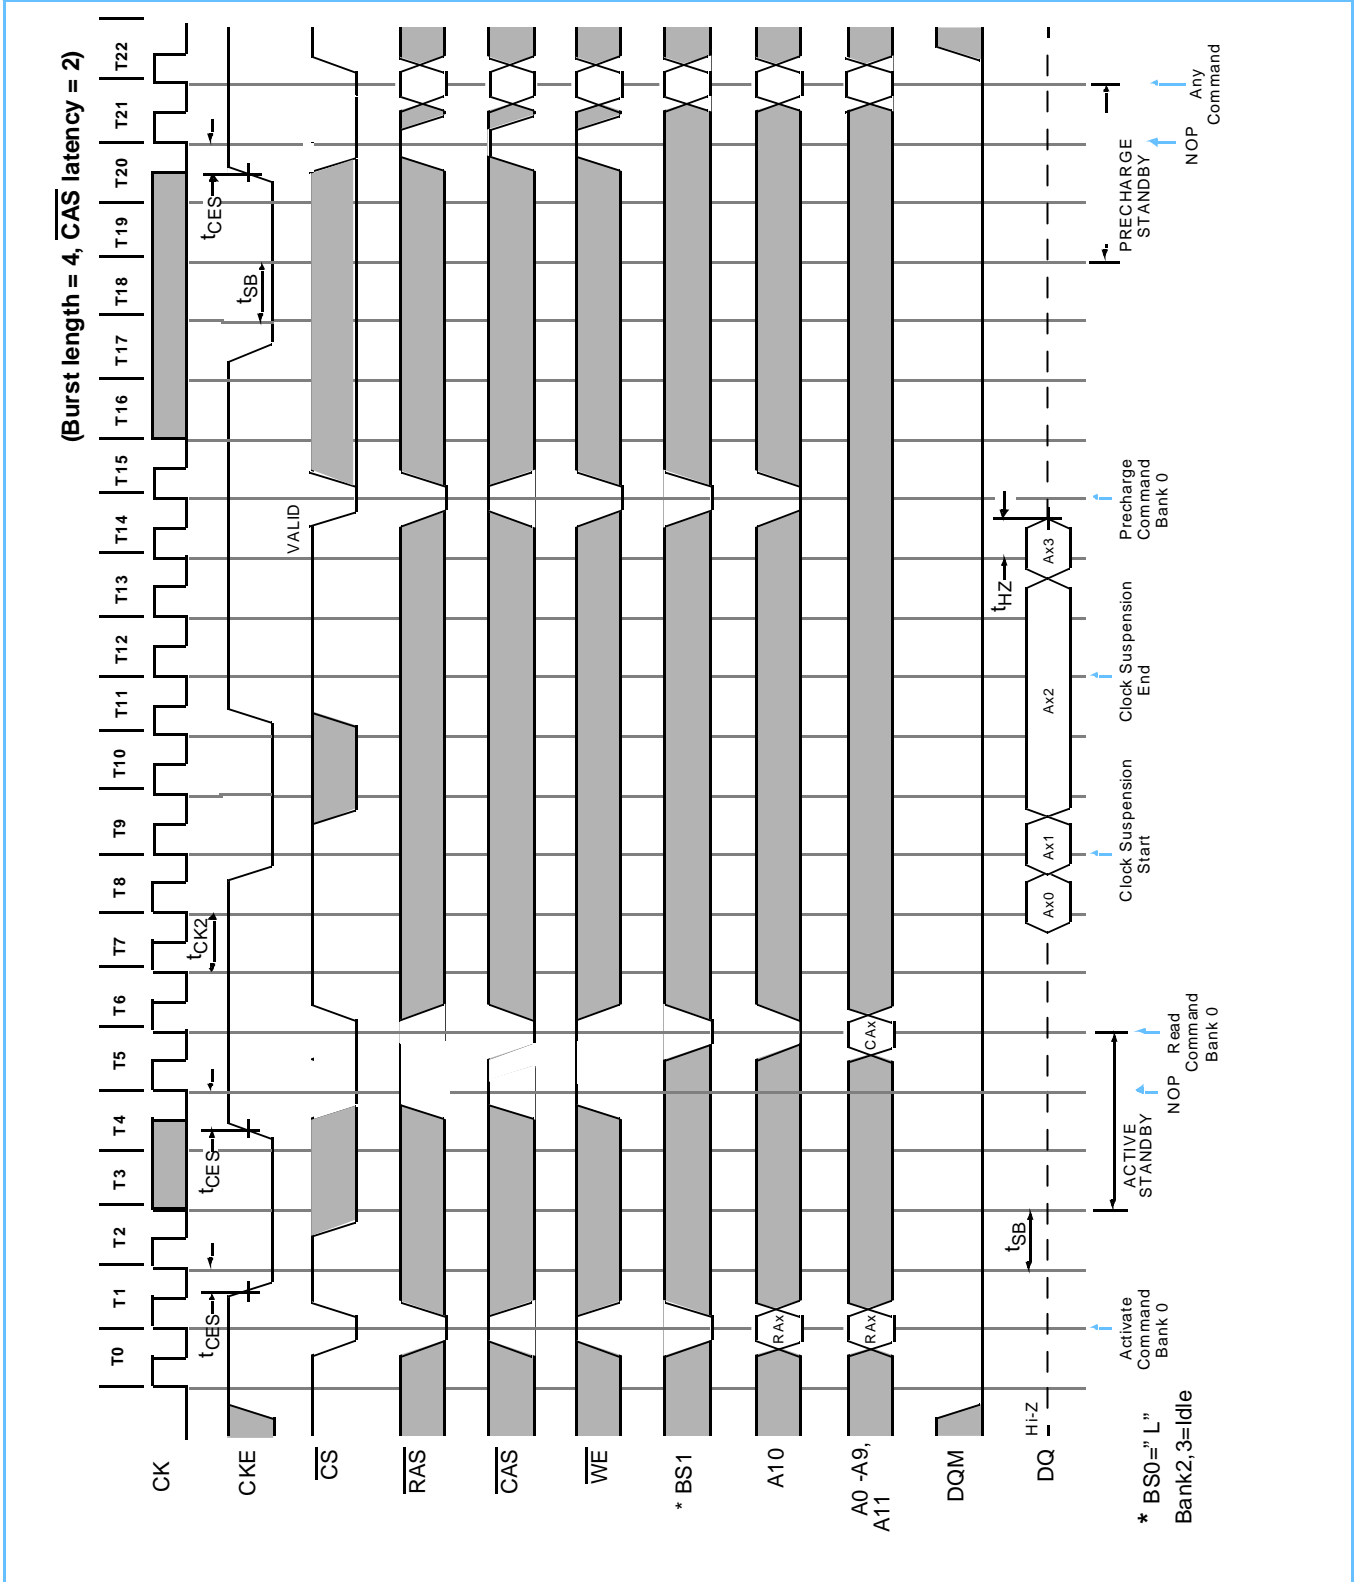 (Burst length = 4, CAS latency = 2)
T0 T1 T2 T3 T4 T5 T6 T7 T8 T9 T10 T11 T12 T13 T14 T15 T16 T17 T18 T19 T20 T21 T22
CK
tCK2
CKE
tCES
tCES
tSB
tCES
CS
VALID
RAS
CAS
WE
* BS1
A10
RAx
A0 -A9,
A11
RAx
CAx
DQM
DQ
Hi-Z
tSB
Ax0
Ax1
Ax2
Ax3
tHZ
ACTIVE
STANDBY
PRECHARGE
STANDBY
Activate
Command
Bank 0
NOP
Read
Command
Bank 0
Clock Suspension
Start
Clock Suspension
End
Precharge
Command
Bank 0
NOP
Any
Command
* BS0=” L”
Bank2,3=Idle